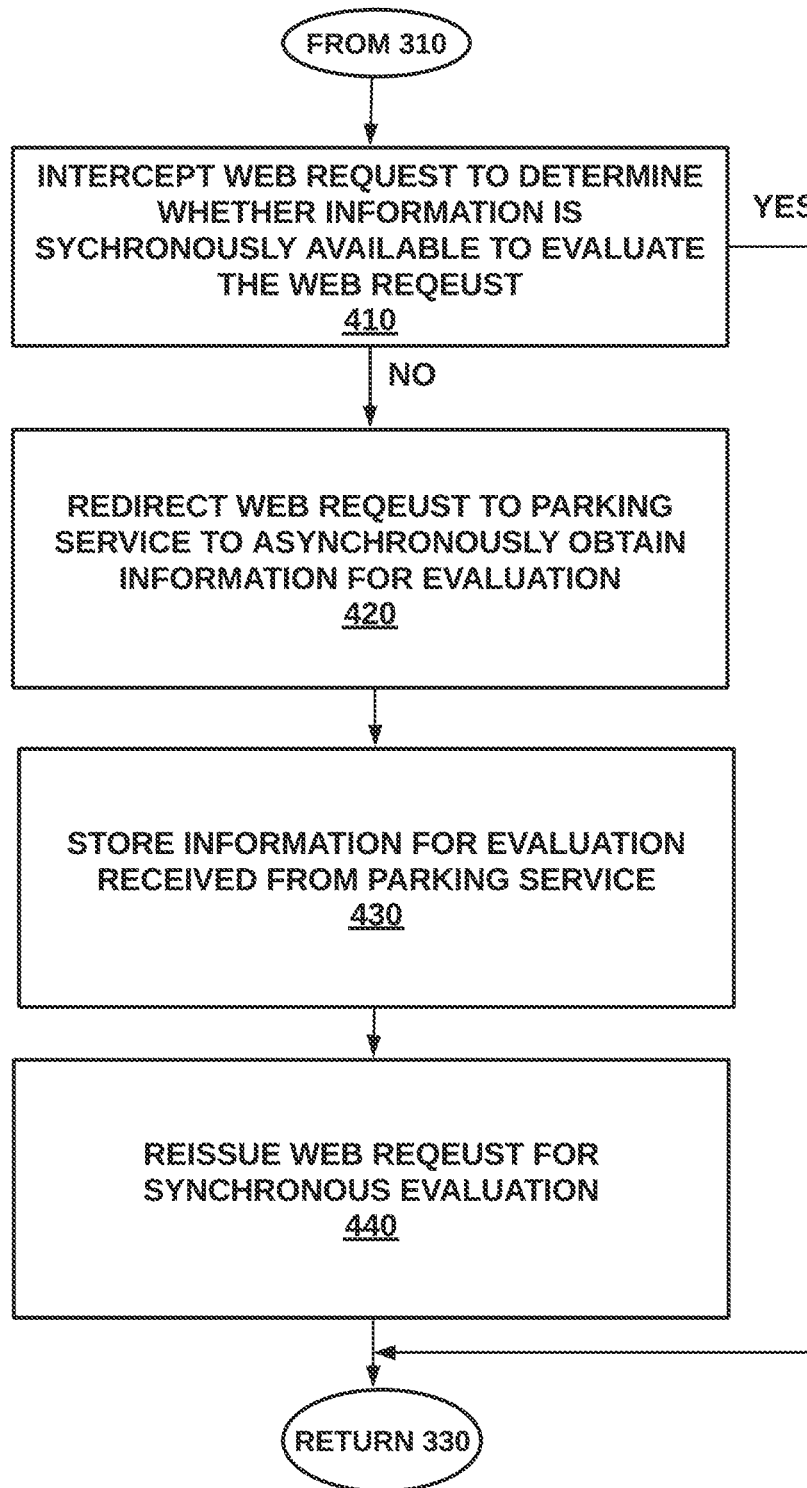 FROM 310
INTERCEPT WEB REQUEST TO DETERMINE
WHETHER INFORMATION IS
SYCHRONOUSLY AVAILABLE TO EVALUATE
THE WEB REQEUST
410
YES
NO
REDIRECT WEB REQEUST TO PARKING
SERVICE TO ASYNCHRONOUSLY OBTAIN
INFORMATION FOR EVALUATION
420
STORE INFORMATION FOR EVALUATION
RECEIVED FROM PARKING SERVICE
430
REISSUE WEB REQEUST FOR
SYNCHRONOUS EVALUATION
440
RETURN 330